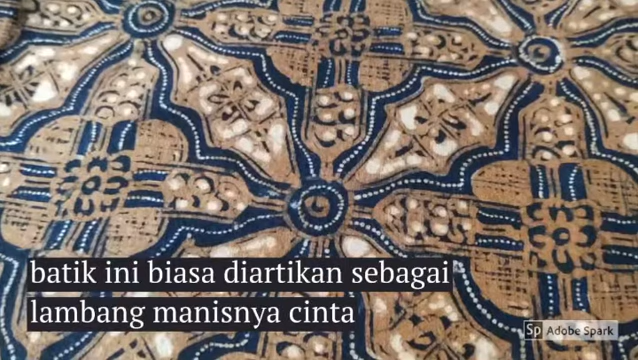 batik ini biasa diartikan sebagai
lambang manisnya cinta
Sp Adobe Spark